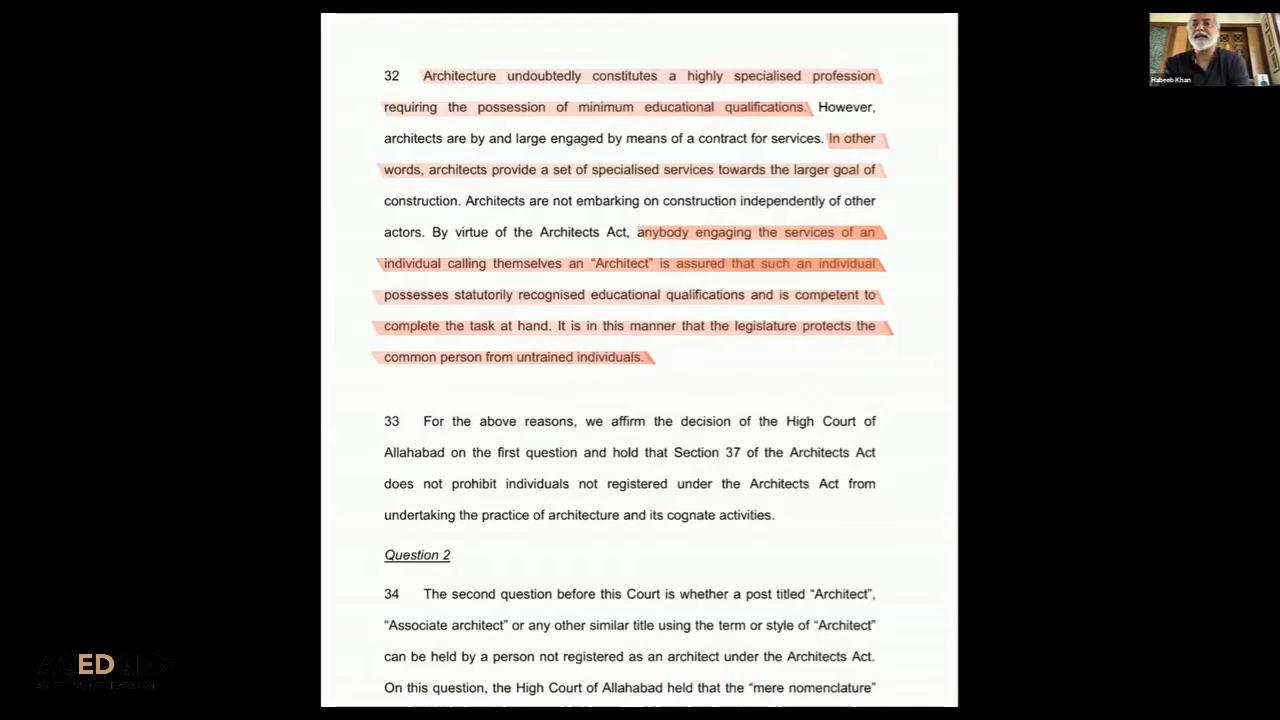 32 Architecture undoubtedly constitutes a highly specialised profession
requiring the possession of minimum educational qualifications. However,
architects are by and large engaged by means of a contract for services. In other
words, architects provide a set of specialised services towards the larger goal of
construction. Architects are not embarking on construction independently of other
actors. By virtue of the Architects Act, anybody engaging the services of an
individual calling themselves an “Architect” is assured that such an individual
possesses statutorily recognised educational qualifications and is competent to
complete the task at hand. It is in this manner that the legislature protects the
common person from untrained individuals.
33 For the above reasons, we affirm the decision of the High Court of
Allahabad on the first question and hold that Section 37 of the Architects Act
does not prohibit individuals not registered under the Architects Act from
undertaking the practice of architecture and its cognate activities.
Question 2
34 The second question before this Court is whether a post titled “Architect”,
“Associate architect” or any other similar title using the term or style of “Architect”
can be held by a person not registered as an architect under the Architects Act.
On this question, the High Court of Allahabad held that the “mere nomenclature”
Habeeb Khan